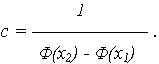 c = 1 / (Φ(x₂) - Φ(x₁)) .